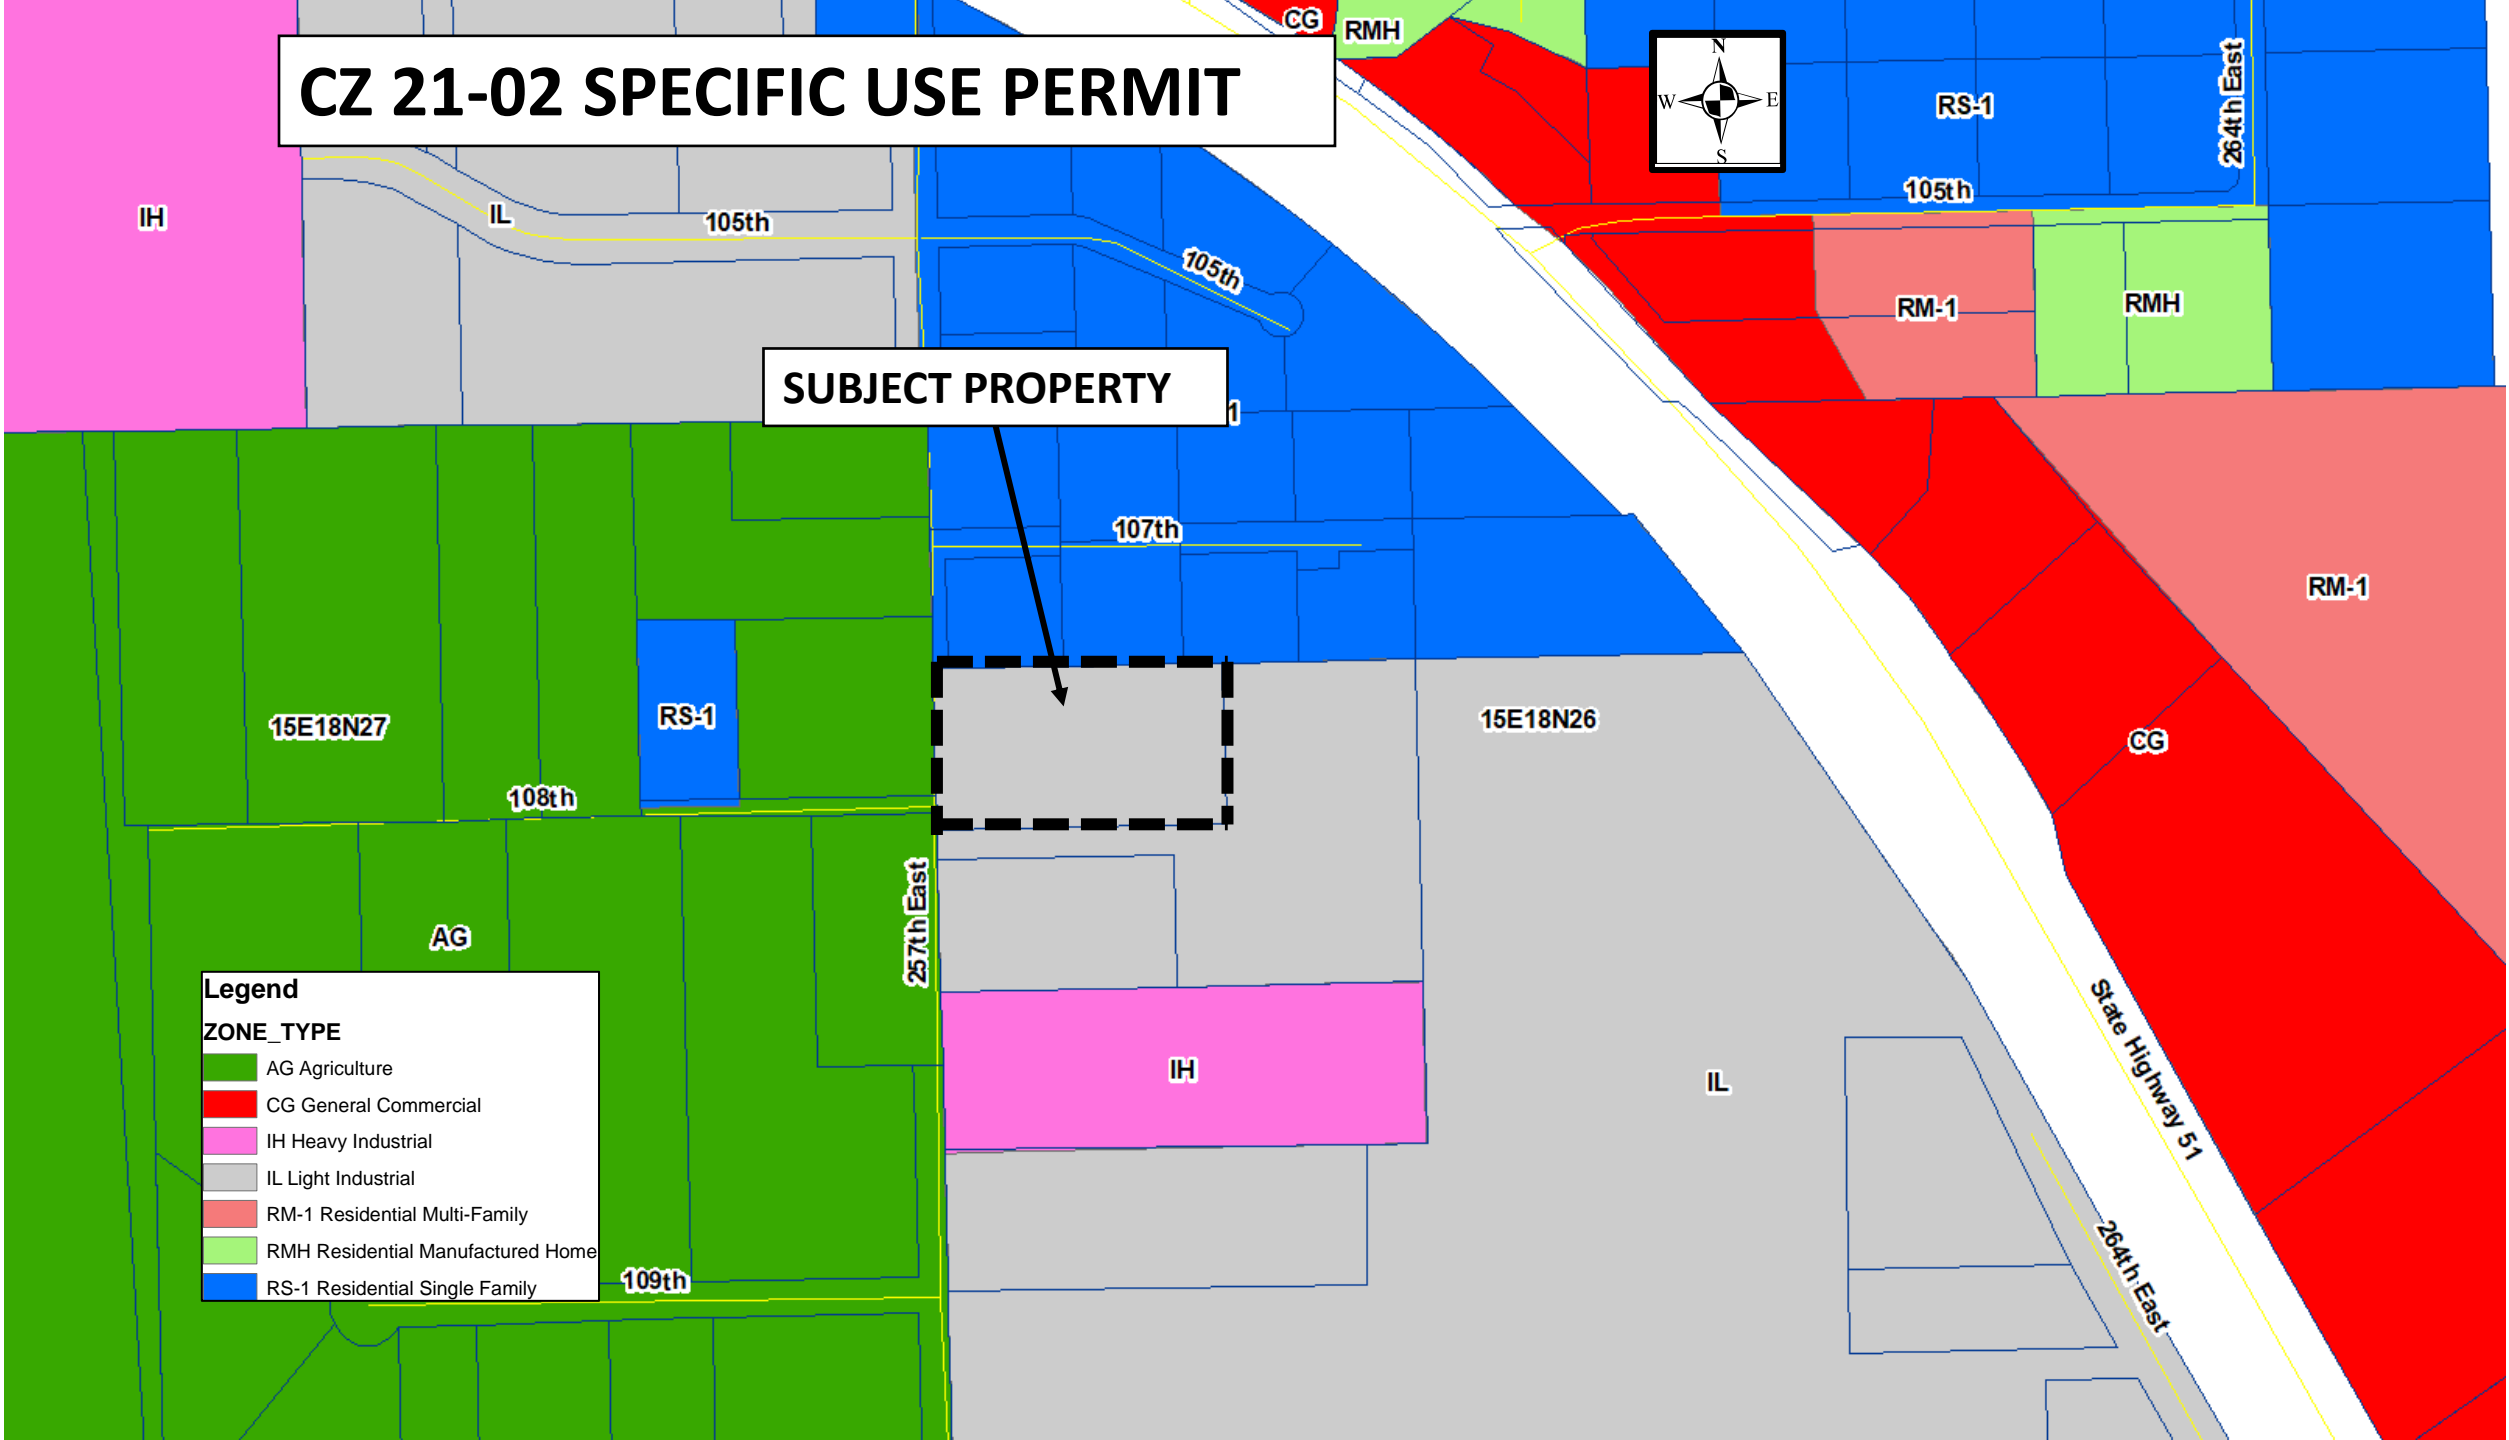 CG
RMH
CZ 21-02 SPECIFIC USE PERMIT
N
W
E
S
RS-1
264th East
105th
IH
IL
105th
105th
RM-1
RMH
SUBJECT PROPERTY
1
107th
RM-1
15E18N27
RS-1
15E18N26
CG
108th
257th East
AG
Legend
ZONE_TYPE
AG Agriculture
CG General Commercial
IH Heavy Industrial
IL Light Industrial
RM-1 Residential Multi-Family
RMH Residential Manufactured Home
RS-1 Residential Single Family
IH
IL
State Highway 51
264th East
109th